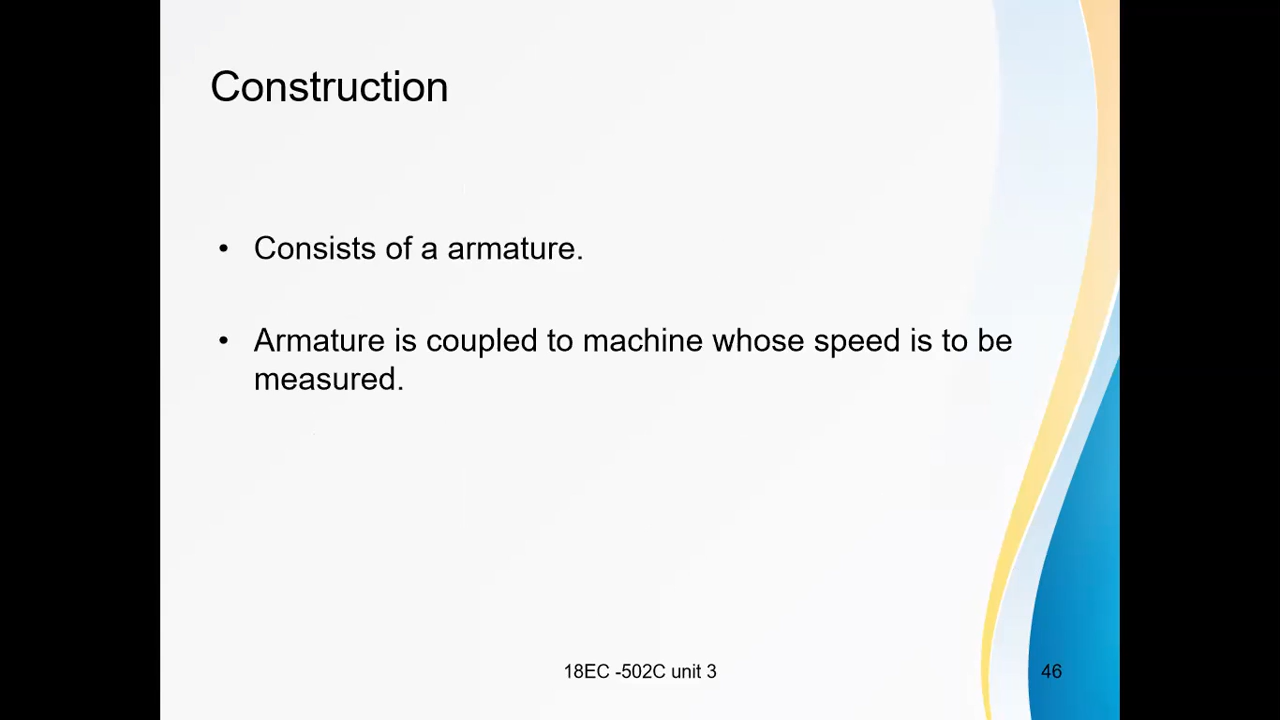 Construction
• Consists of a armature.
• Armature is coupled to machine whose speed is to be
measured.
18EC -502C unit 3
46